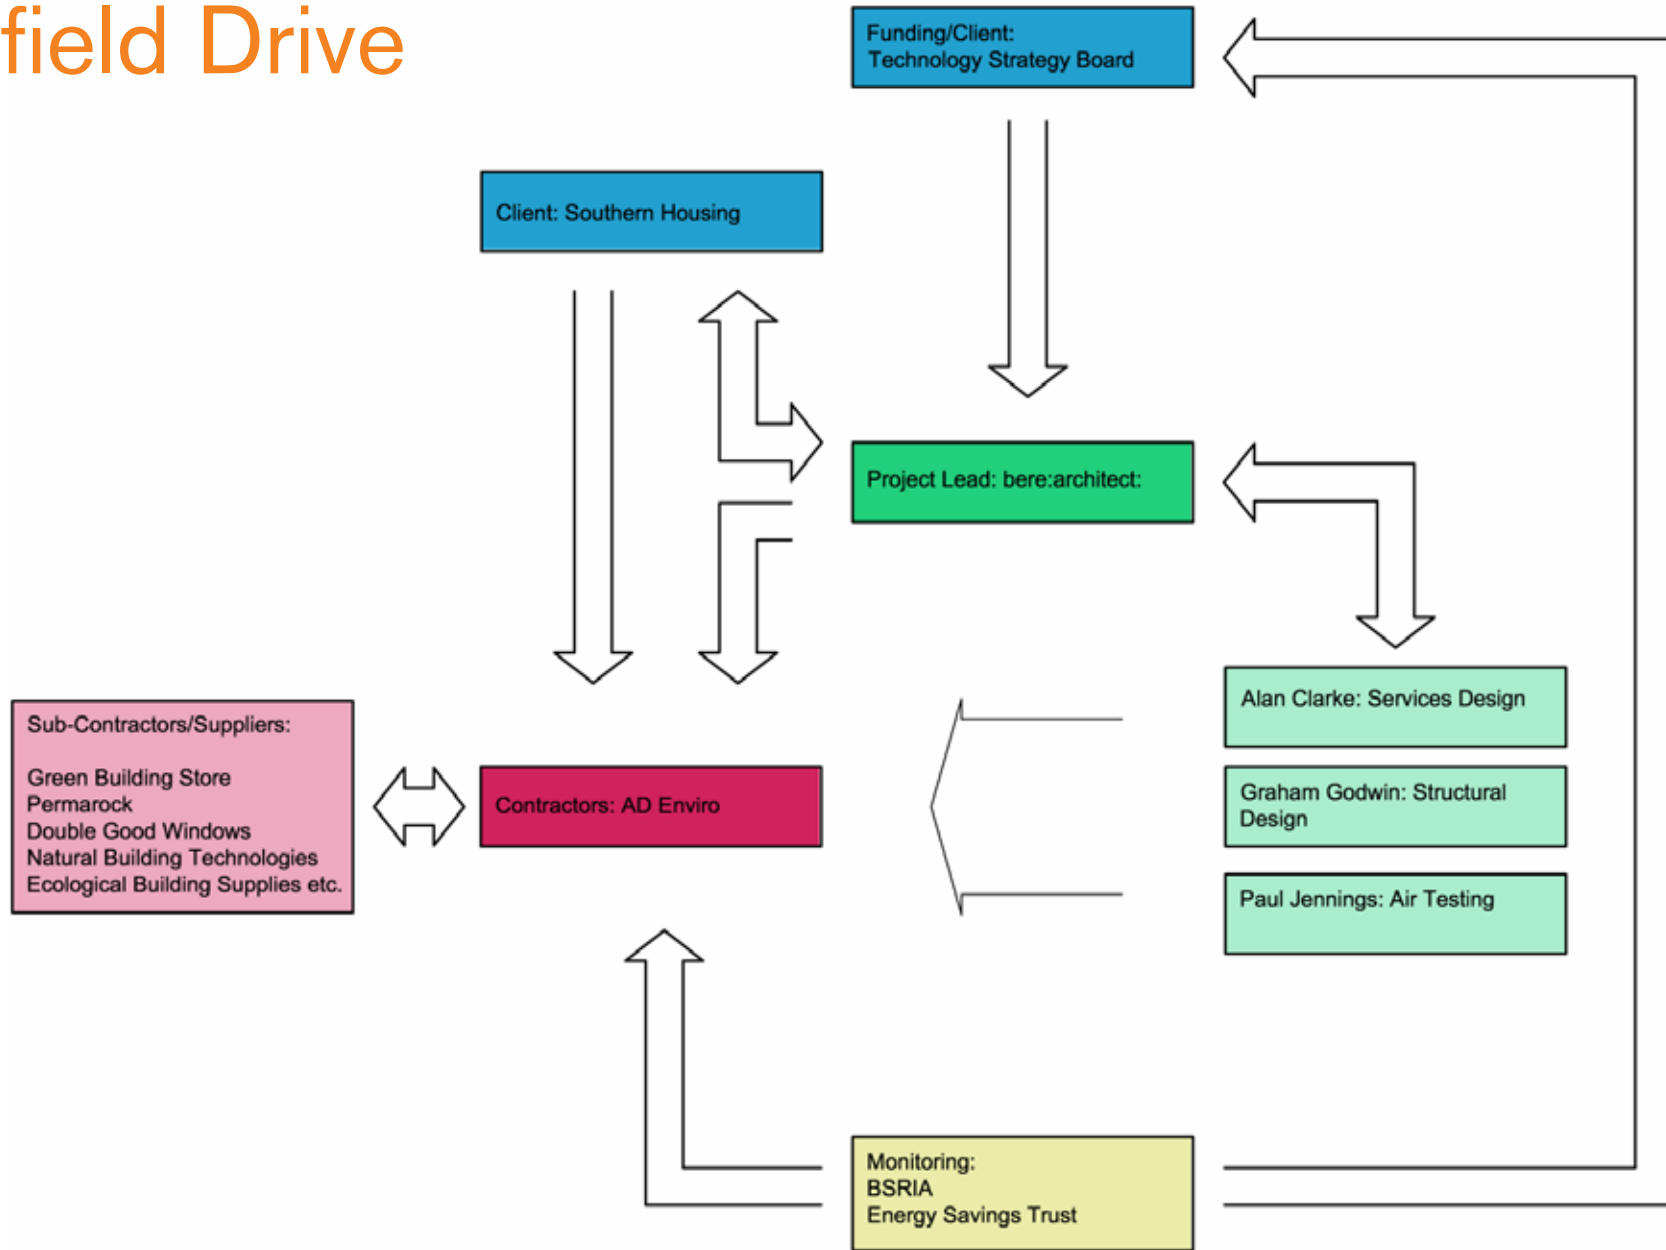 field Drive
Funding/Client:
Technology Strategy Board
Client: Southern Housing
Project Lead: bere:architect:
Alan Clarke: Services Design
Sub-Contractors/Suppliers:
Green Building Store
Permarock
Double Good Windows
Natural Building Technologies
Ecological Building Supplies etc.
Contractors: AD Enviro
Graham Godwin: Structural
Design
Paul Jennings: Air Testing
Monitoring:
BSRIA
Energy Savings Trust